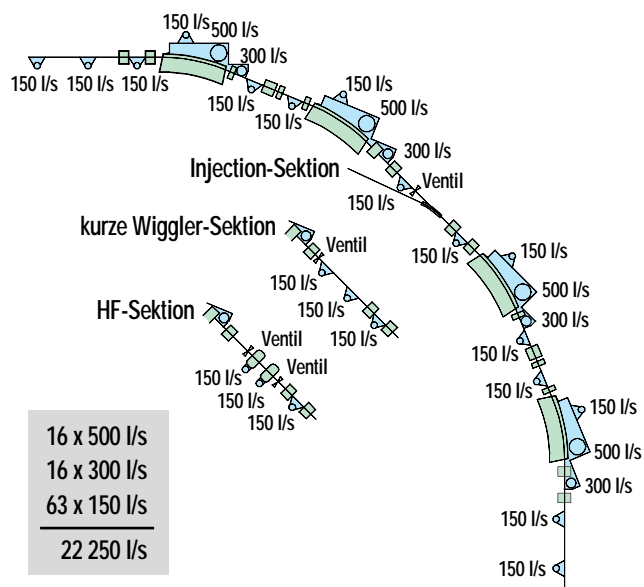 150 l/s
500 l/s
300 l/s
150 l/s
150 l/s
150 l/s
150 l/s
150 l/s
150 l/s
500 l/s
300 l/s
Injection-Sektion
Ventil
150 l/s
kurze Wiggler-Sektion
Ventil
150 l/s
150 l/s
150 l/s
150 l/s
150 l/s
500 l/s
300 l/s
HF-Sektion
Ventil
Ventil
150 l/s
150 l/s
150 l/s
150 l/s
150 l/s
150 l/s
500 l/s
300 l/s
150 l/s
150 l/s
16 x 500 l/s
16 x 300 l/s
63 x 150 l/s
22 250 l/s